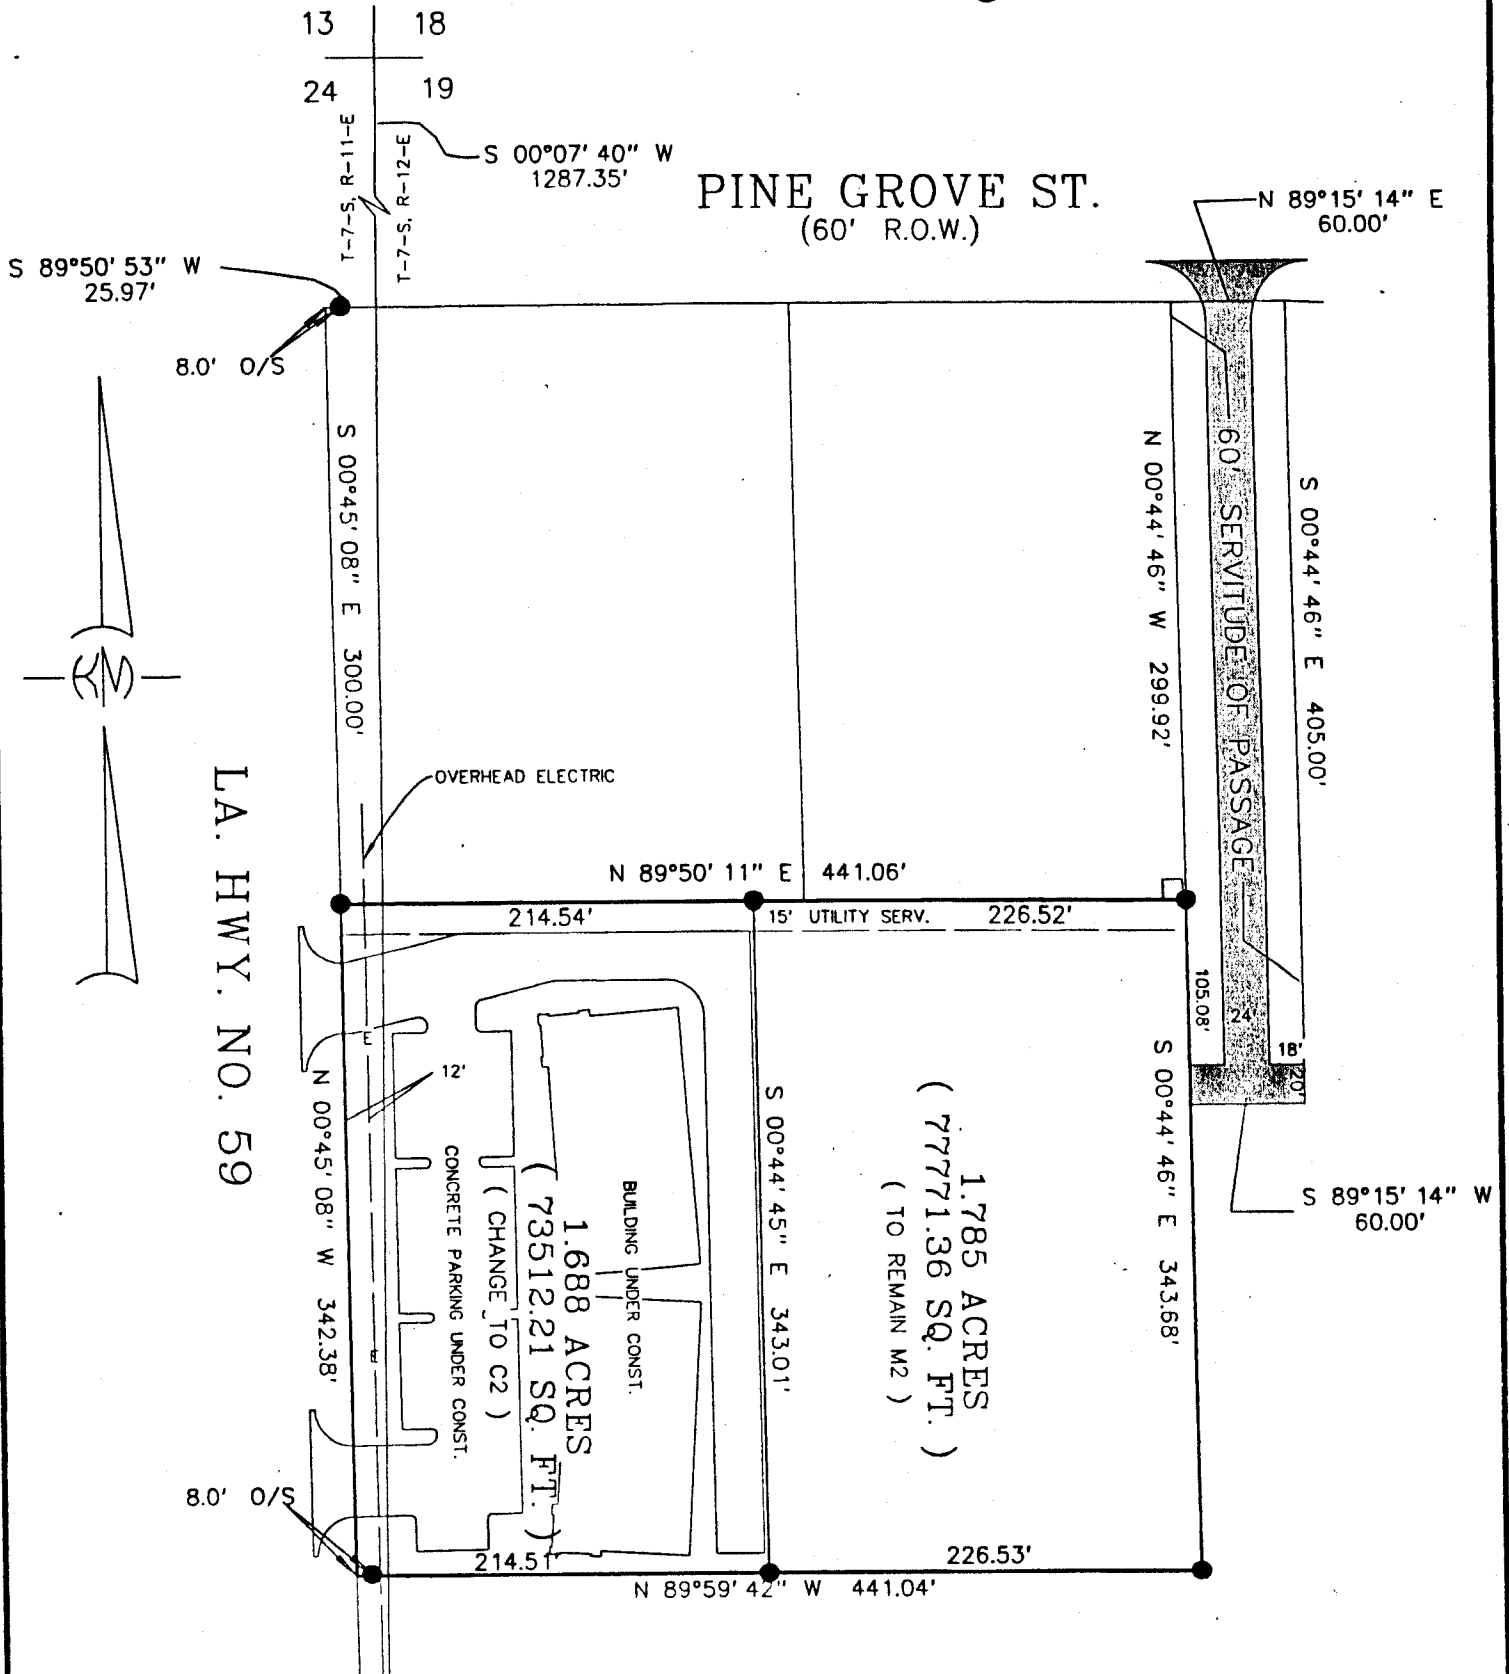 13 18
24 19
T-7-S, R-11-E
T-7-S, R-12-E
S 00°07' 40" W
1287.35'
PINE GROVE ST.
(60' R.O.W.)
N 89°15' 14" E
60.00'
S 89°50' 53" W
25.97'
8.0' O/S
S 00°45' 08" E 300.00'
N 00°44' 46" W 299.92'
60' SERVITUDE OF PASSAGE
S 00°44' 46" E 405.00'
OVERHEAD ELECTRIC
LA. HWY. NO. 59
N 89°50' 11" E 441.06'
214.54'
15' UTILITY SERV.
226.52'
105.08'
24'
18'
20'
E
12'
N 00°45' 08" W 342.38'
CONCRETE PARKING UNDER CONST.
( CHANGE TO C2 )
( 73512.21 SQ. FT. )
1.688 ACRES
BUILDING UNDER CONST.
S 00°44' 45" E 343.01'
( TO REMAIN M2 )
( 77771.36 SQ. FT. )
1.785 ACRES
S 00°44' 46" E 343.68'
S 89°15' 14" W
60.00'
E
8.0' O/S
214.51'
226.53'
N 89°59' 42" W 441.04'